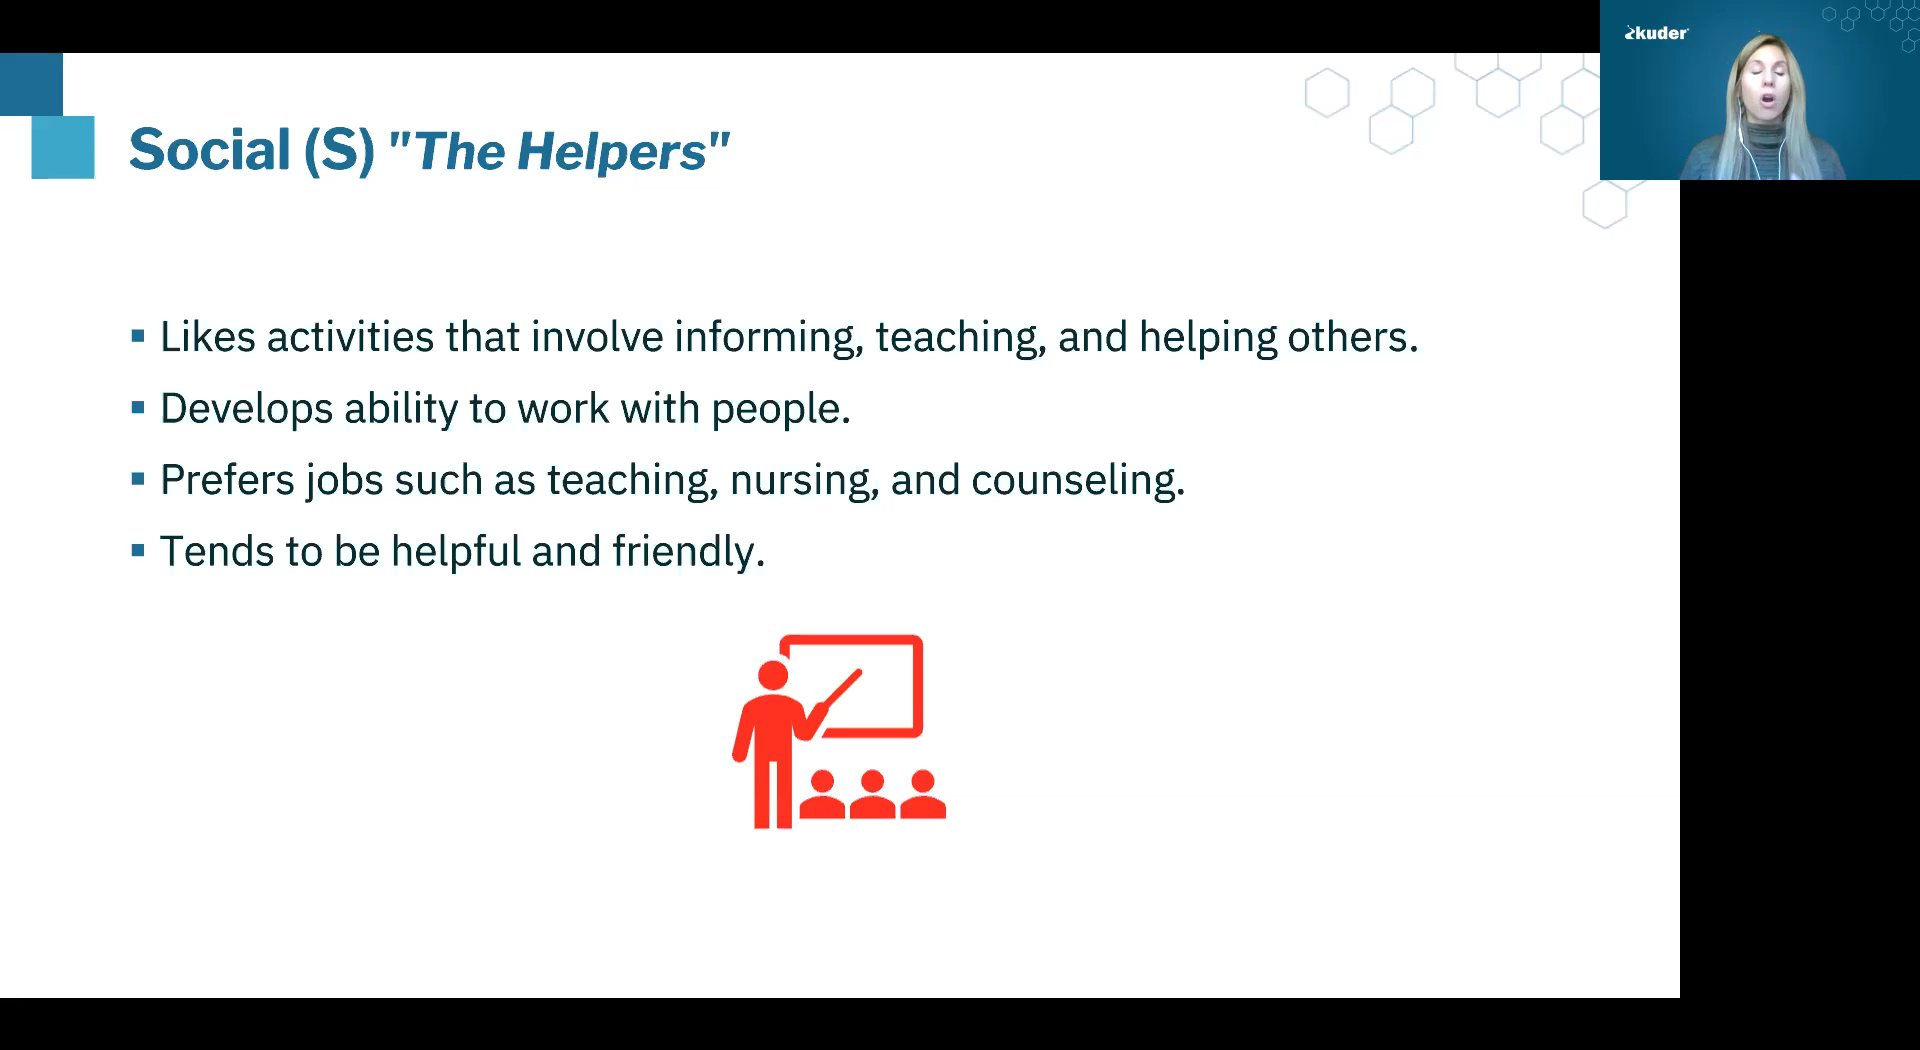 Social (S) "The Helpers"
▪ Likes activities that involve informing, teaching, and helping others.
▪ Develops ability to work with people.
▪ Prefers jobs such as teaching, nursing, and counseling.
▪ Tends to be helpful and friendly.
kuder